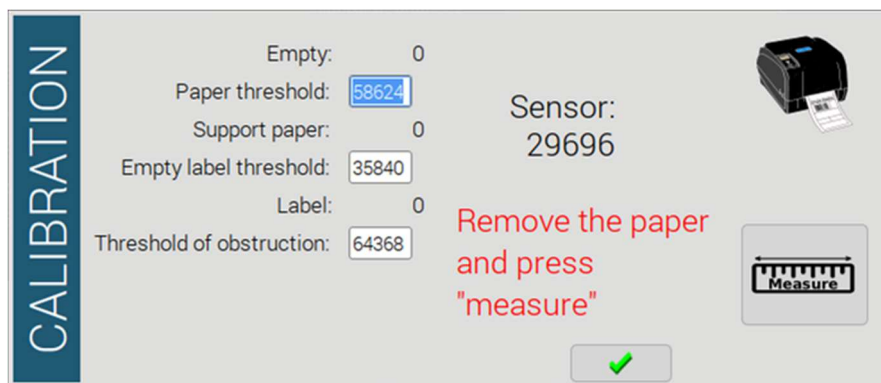 CALIBRATION
Empty: 0
Paper threshold: 58624
Support paper: 0
Empty label threshold: 35840
Label: 0
Threshold of obstruction: 64368
Sensor:
29696
Remove the paper
and press
"measure"
Measure